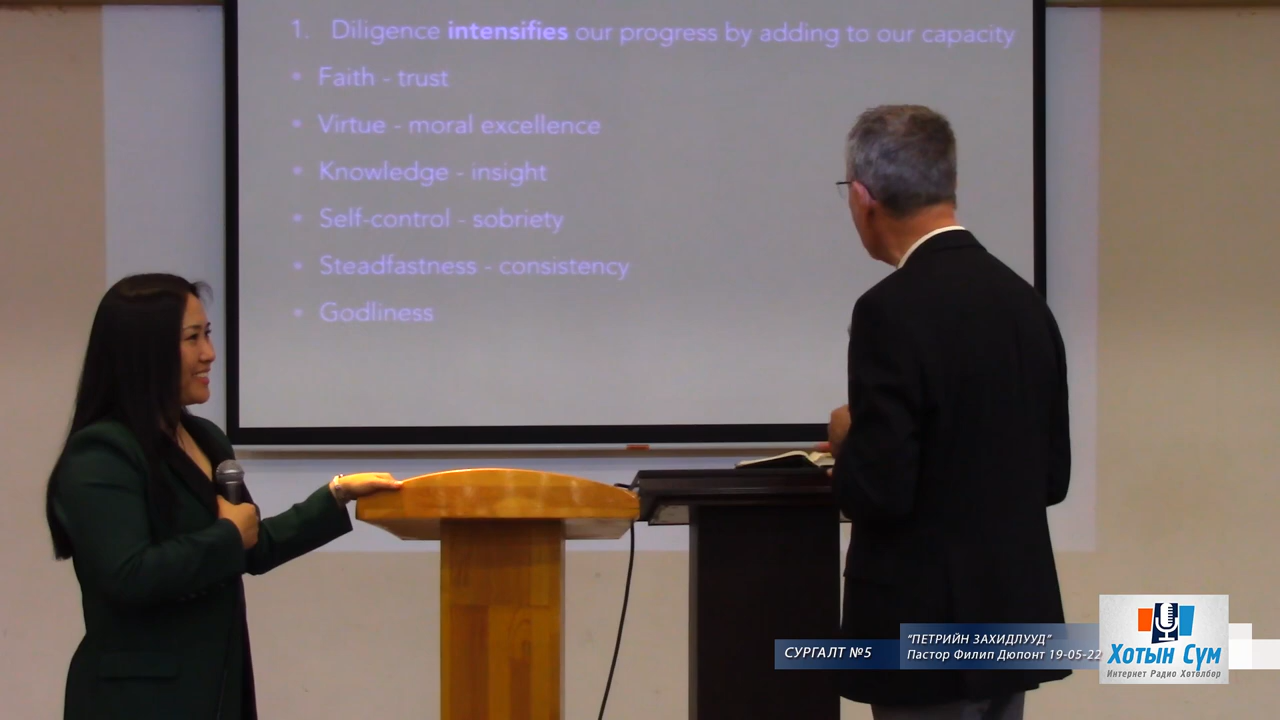 1. Diligence intensifies our progress by adding to our capacity
• Faith - trust
• Virtue - moral excellence
• Knowledge - insight
• Self-control - sobriety
• Steadfastness - consistency
• Godliness
СУРГАЛТ №5
“ПЕТРИЙН ЗАХИДЛУУД”
Пастор Филип Дюпонт 19-05-22
Хотын Сүм
Интернет Радио Хөтөлбөр